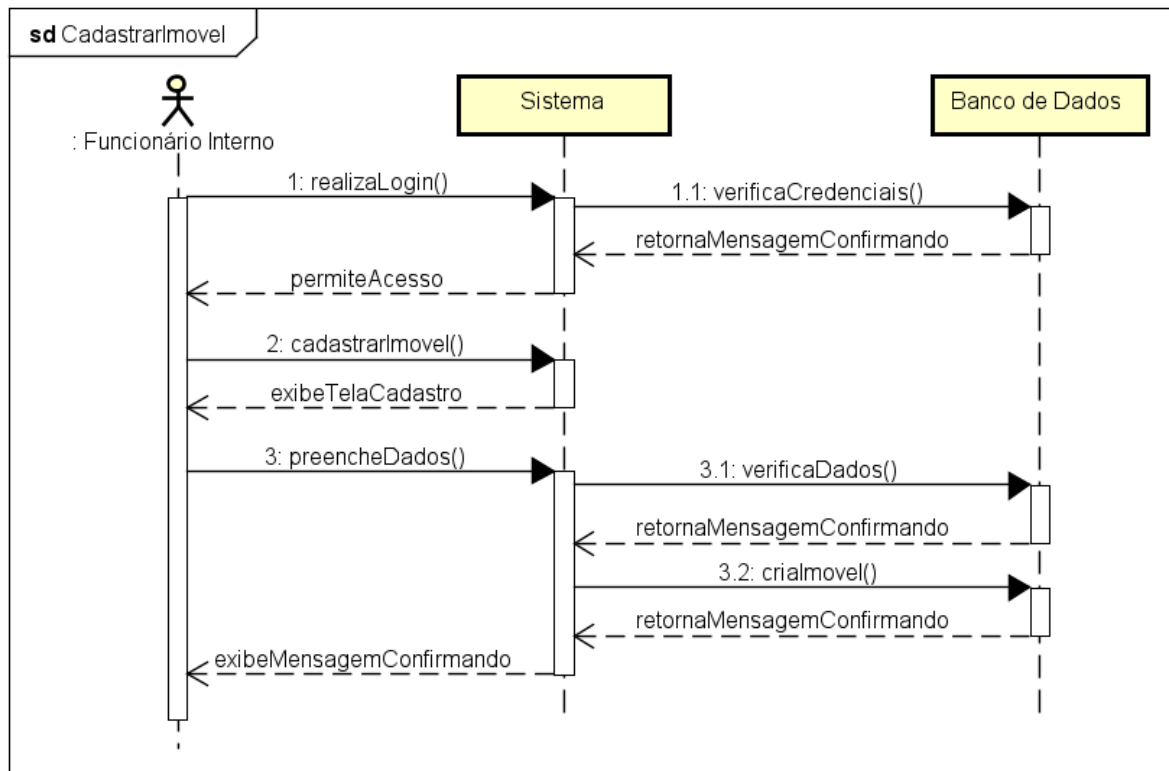 sd CadastrarImovel
Sistema
Banco de Dados
: Funcionário Interno
1: realizaLogin()
1.1: verificaCredenciais()
retornaMensagemConfirmando
permiteAcesso
2: cadastrarImovel()
exibeTelaCadastro
3: preencheDados()
3.1: verificaDados()
retornaMensagemConfirmando
3.2: criaImovel()
retornaMensagemConfirmando
exibeMensagemConfirmando